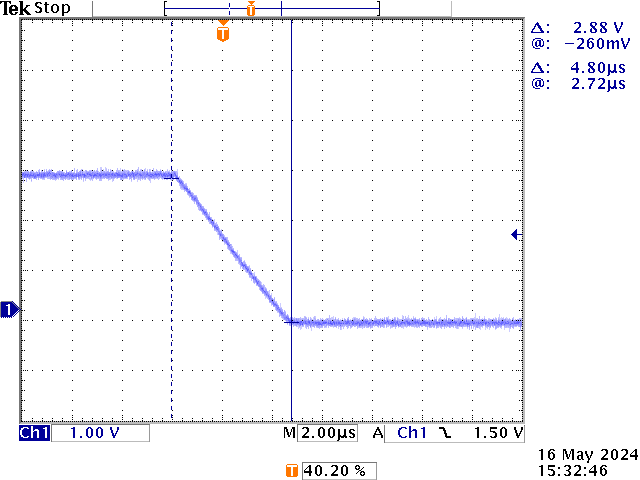 Tek Stop
T
T
Δ: 2.88 V
@: −260mV
Δ: 4.80µs
@: 2.72µs
1
Ch1 1.00 V M 2.00µs A Ch1 1.50 V
16 May 2024
T 40.20 %
15:32:46